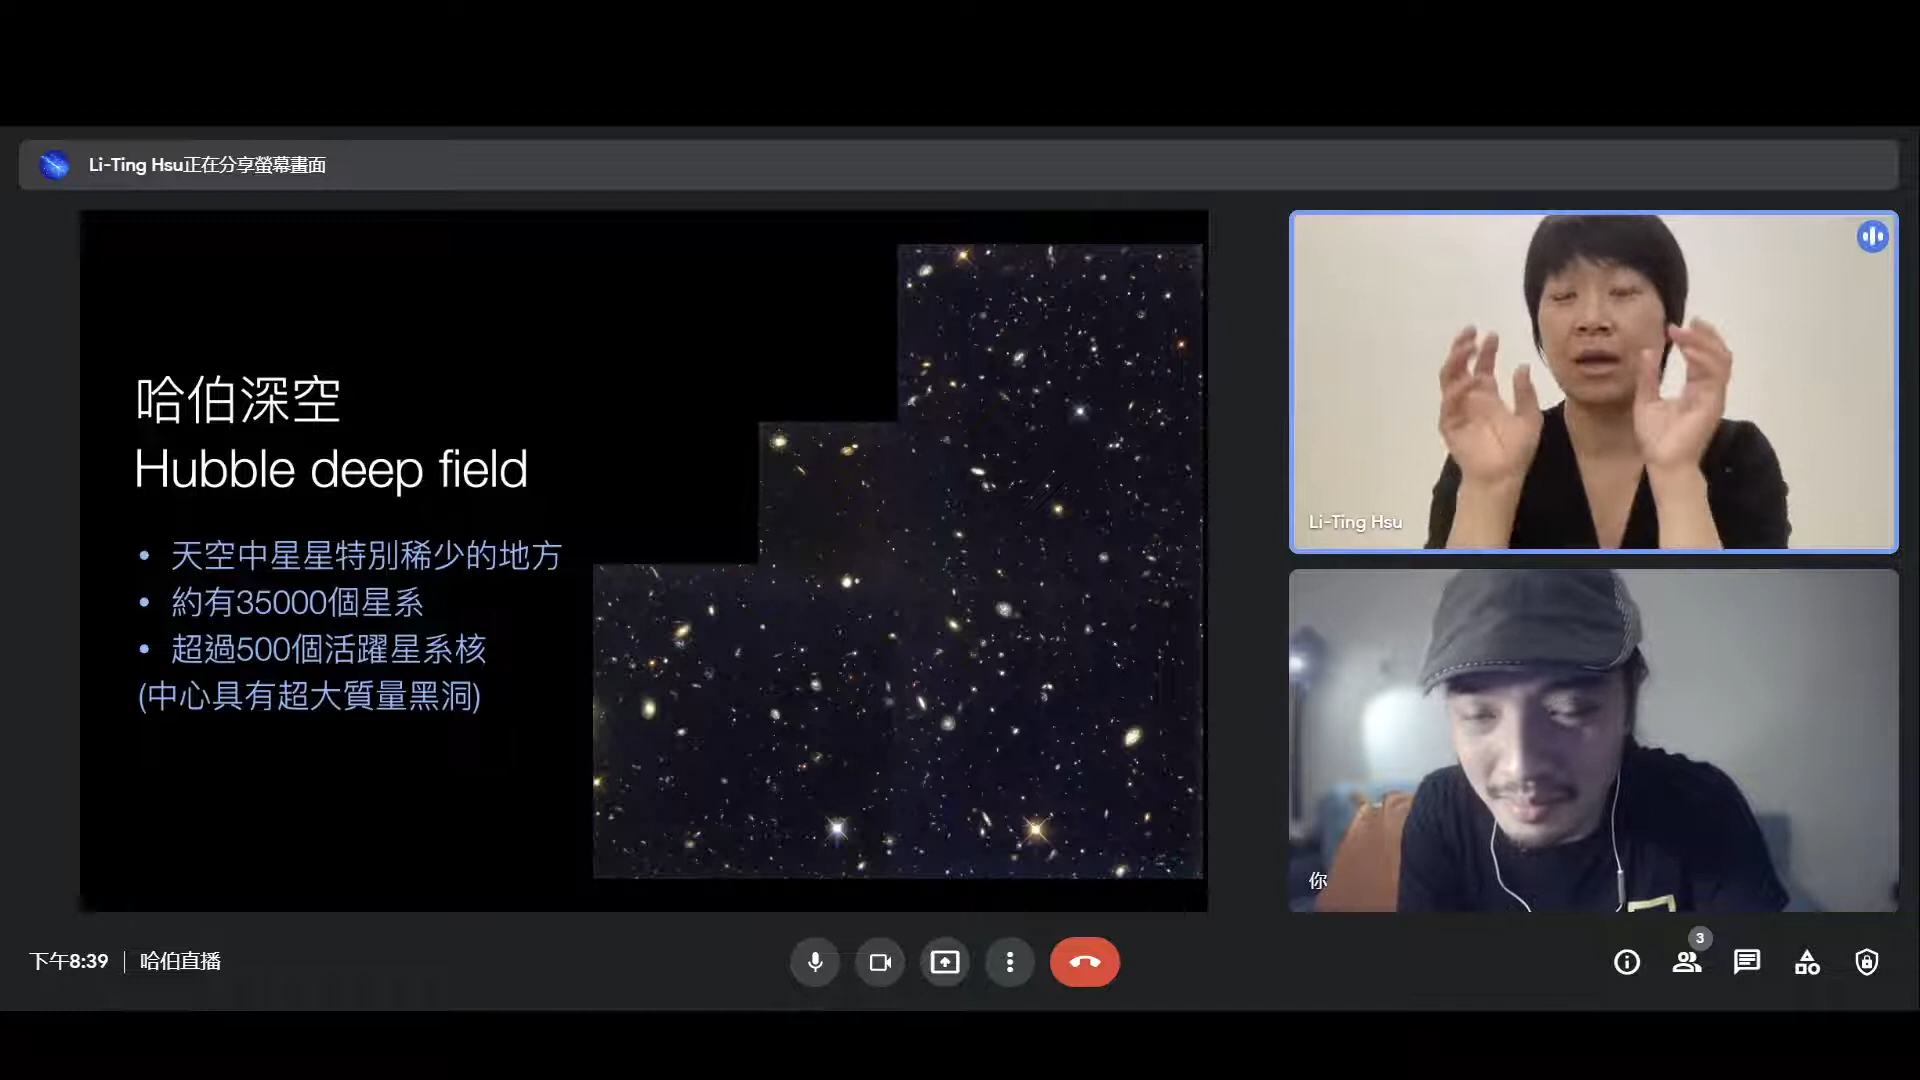 Li-Ting Hsu正在分享螢幕畫面
哈伯深空
Hubble deep field
• 天空中星星特別稀少的地方
• 約有35000個星系
• 超過500個活躍星系核
(中心具有超大質量黑洞)
Li-Ting Hsu
你
下午8:39 | 哈伯直播
3